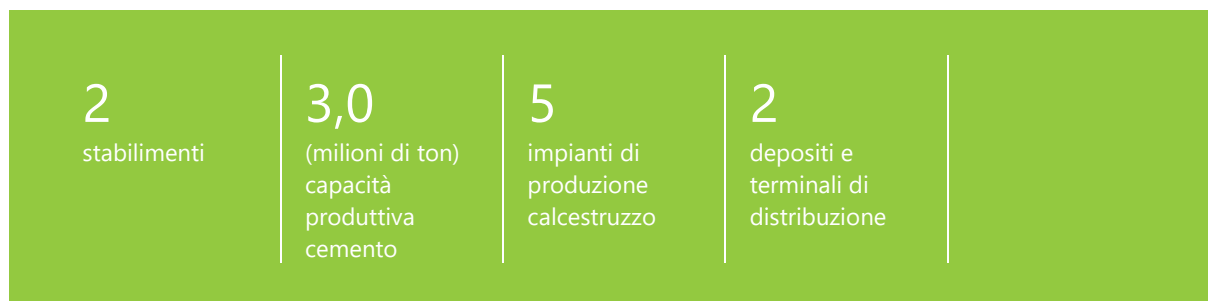 2
stabilimenti
3,0
(milioni di ton)
capacità
produttiva
cemento
5
impianti di
produzione
calcestruzzo
2
depositi e
terminali di
distribuzione